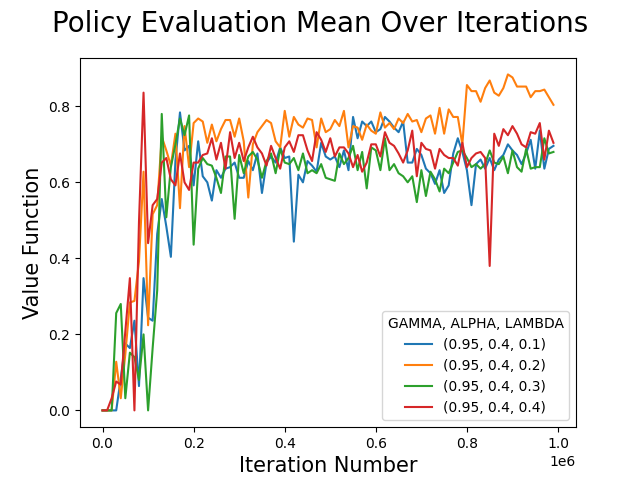 Policy Evaluation Mean Over Iterations
Value Function
0.8
0.6
0.4
0.2
0.0
GAMMA, ALPHA, LAMBDA
(0.95, 0.4, 0.1)
(0.95, 0.4, 0.2)
(0.95, 0.4, 0.3)
(0.95, 0.4, 0.4)
0.0 0.2 0.4 0.6 0.8 1.0
1e6
Iteration Number